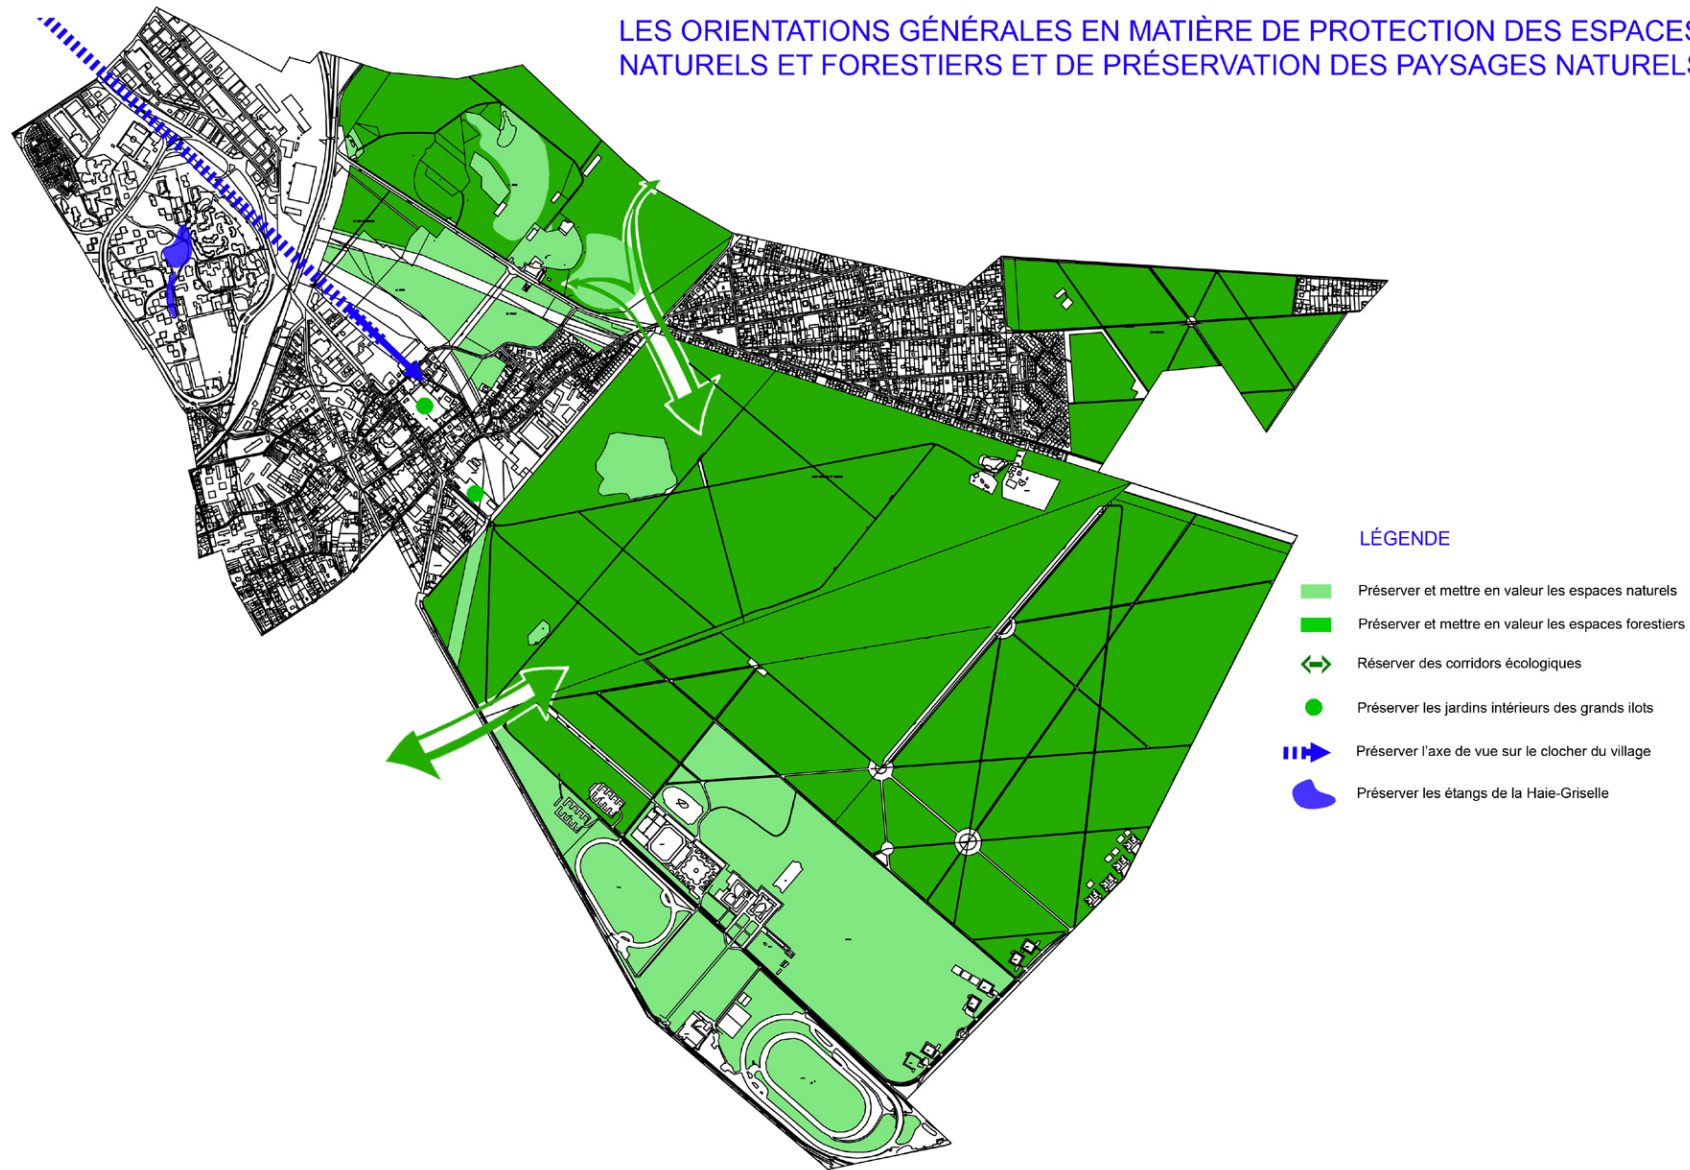 LES ORIENTATIONS GÉNÉRALES EN MATIÈRE DE PROTECTION DES ESPACES
NATURELS ET FORESTIERS ET DE PRÉSERVATION DES PAYSAGES NATURELS
LÉGENDE
Préserver et mettre en valeur les espaces naturels
Préserver et mettre en valeur les espaces forestiers
Réserver des corridors écologiques
Préserver les jardins intérieurs des grands ilots
Préserver l'axe de vue sur le clocher du village
Préserver les étangs de la Haie-Griselle